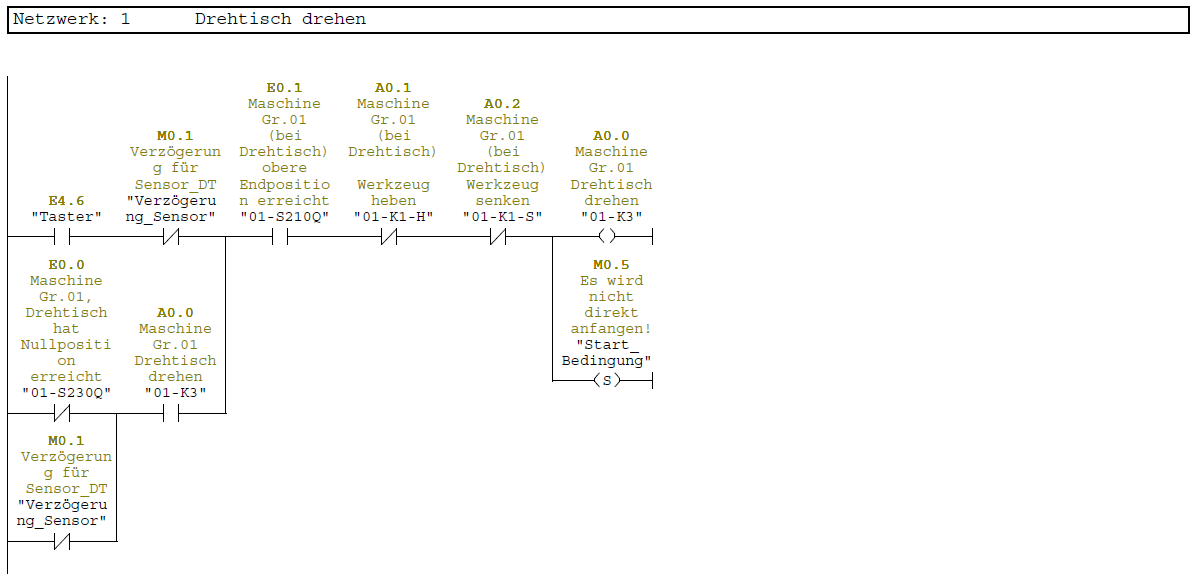 Netzwerk: 1 Drehtisch drehen
E4.6
"Taster"
M0.1
Verzögerun
g für
Sensor_DT
"Verzögeru
ng_Sensor"
E0.1
Maschine
Gr.01
(bei
Drehtisch)
obere
Endpositio
n erreicht
"01-S210Q"
A0.1
Maschine
Gr.01
(bei
Drehtisch)
Werkzeug
heben
"01-K1-H"
A0.2
Maschine
Gr.01
(bei
Drehtisch)
Werkzeug
senken
"01-K1-S"
A0.0
Maschine
Gr.01
Drehtisch
drehen
"01-K3"
M0.5
Es wird
nicht
direkt
anfangen!
"Start_
Bedingung"
S
E0.0
Maschine
Gr.01,
Drehtisch
hat
Nullpositi
on
erreicht
"01-S230Q"
A0.0
Maschine
Gr.01
Drehtisch
drehen
"01-K3"
M0.1
Verzögerun
g für
Sensor_DT
"Verzögeru
ng_Sensor"